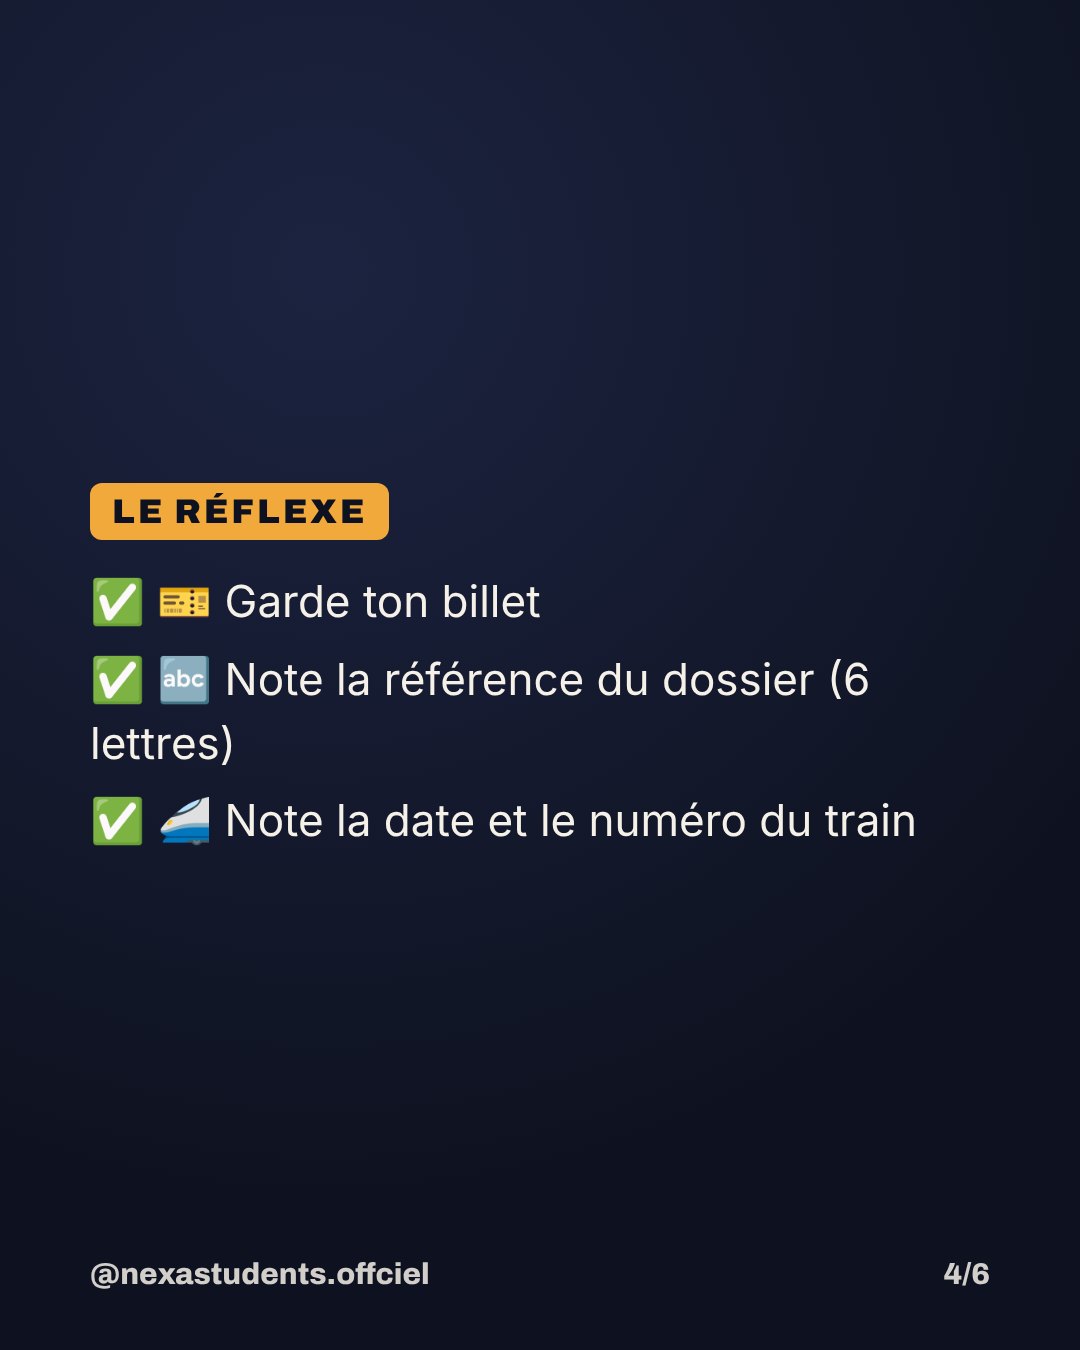 LE RÉFLEXE
✅ 🎫 Garde ton billet
✅ 🔤 Note la référence du dossier (6
lettres)
✅ 🚄 Note la date et le numéro du train
@nexastudents.offciel
4/6